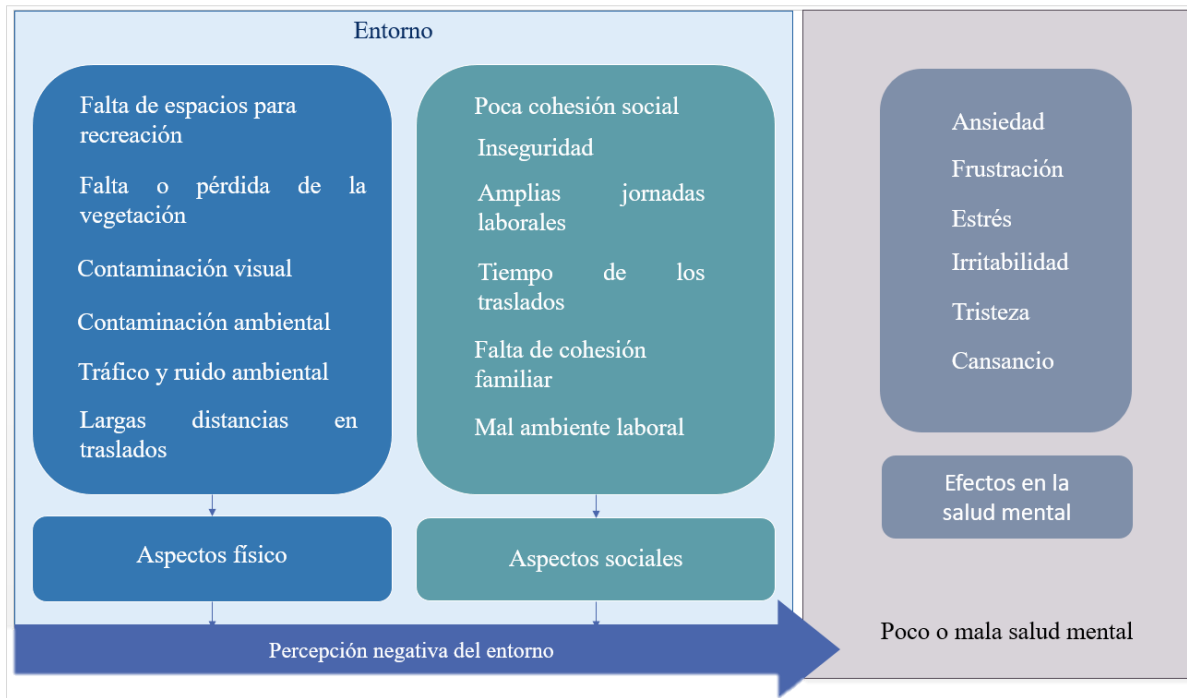 Entorno
Falta de espacios para
recreación
Falta o pérdida de la
vegetación
Contaminación visual
Contaminación ambiental
Tráfico y ruido ambiental
Largas distancias en
traslados
Aspectos físico
Poca cohesión social
Inseguridad
Amplias jornadas
laborales
Tiempo de los
traslados
Falta de cohesión
familiar
Mal ambiente laboral
Aspectos sociales
Percepción negativa del entorno
Ansiedad
Frustración
Estrés
Irritabilidad
Tristeza
Cansancio
Efectos en la
salud mental
Poco o mala salud mental